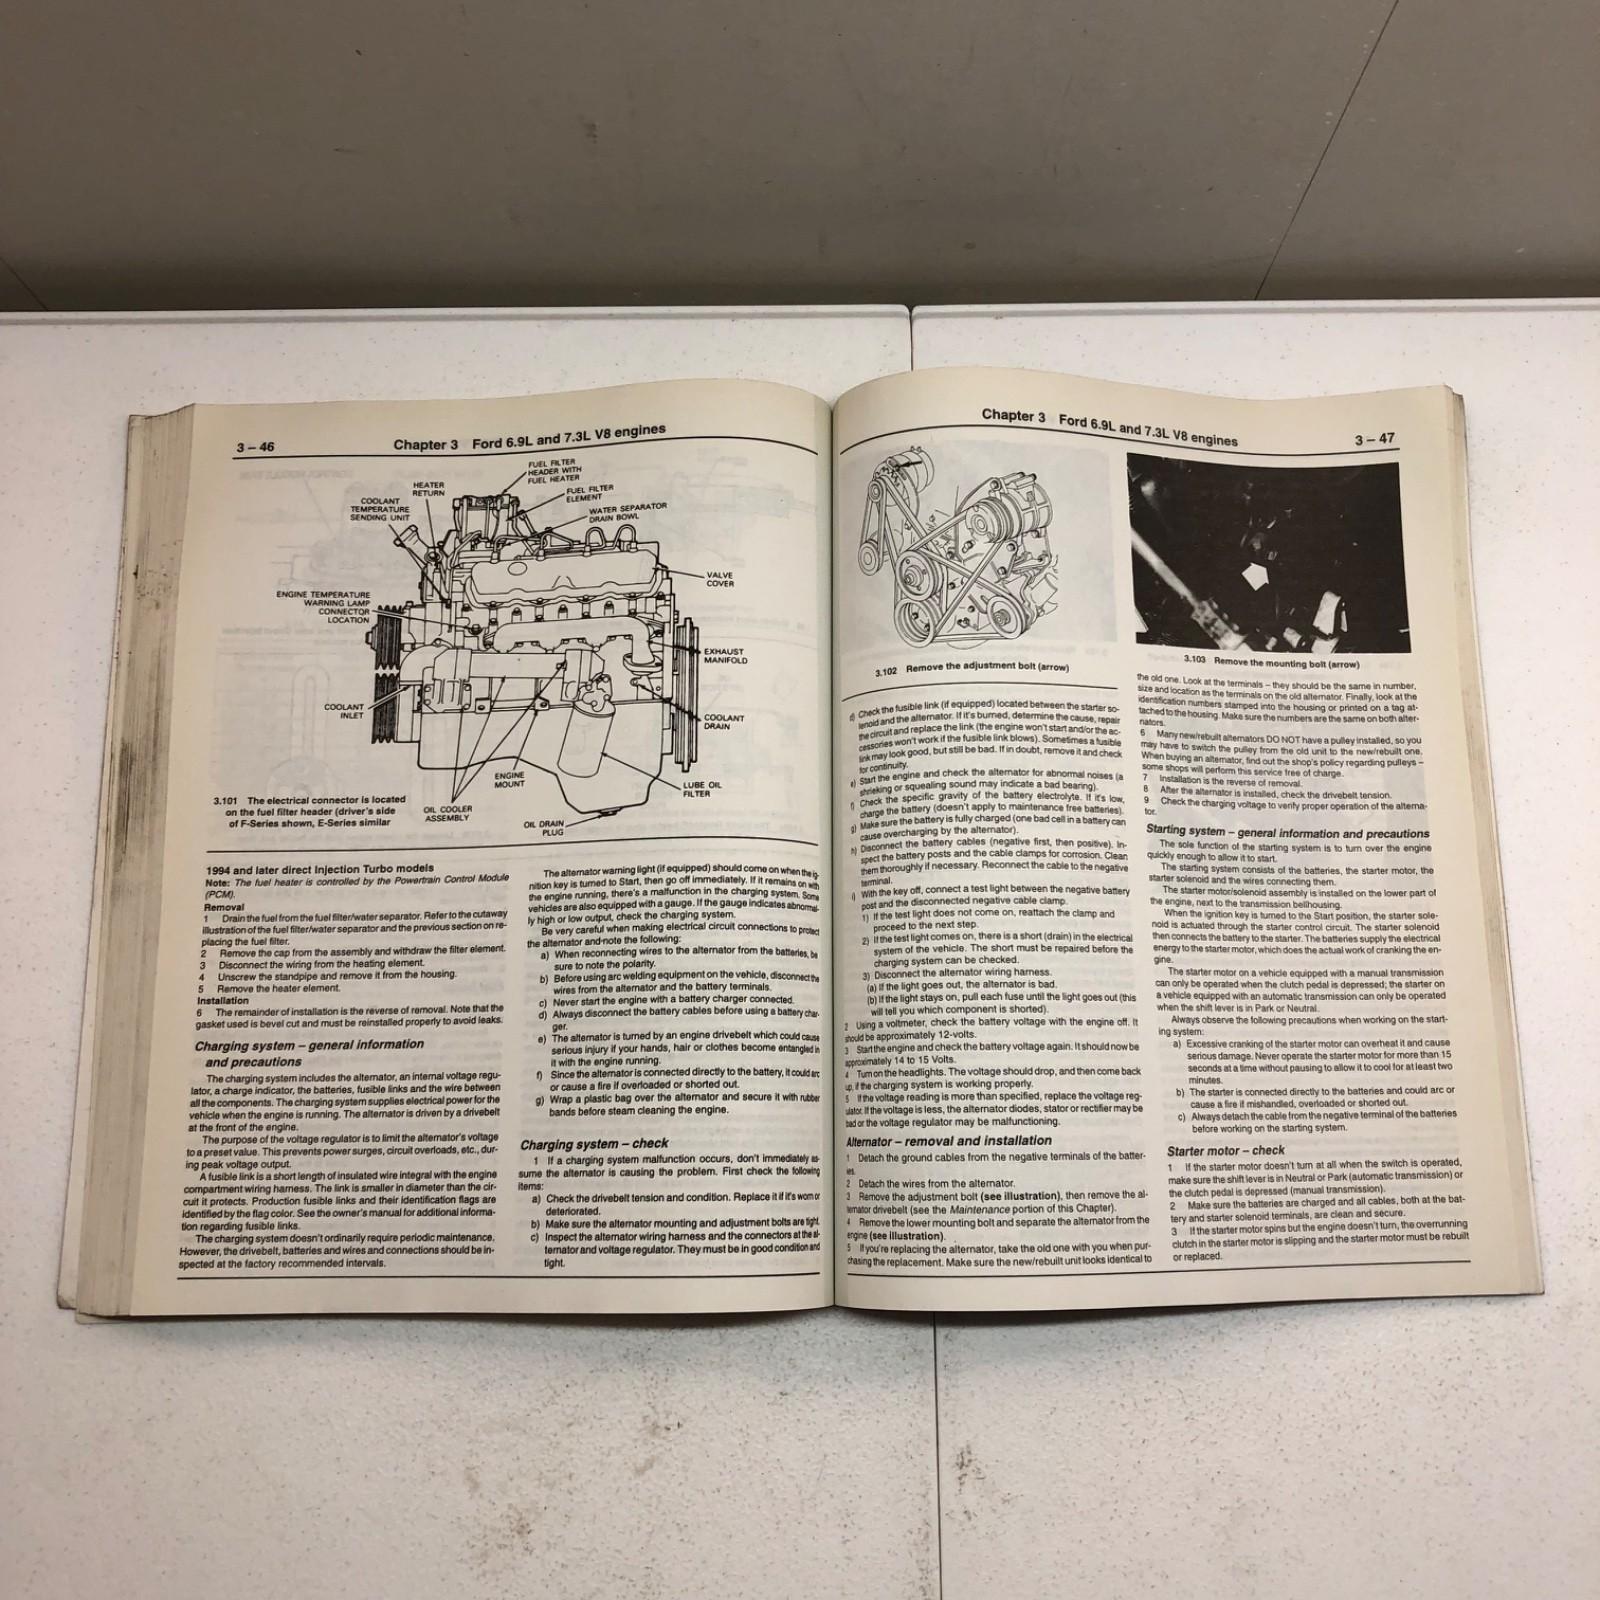 3 – 46
Chapter 3 Ford 6.9L and 7.3L V8 engines
FUEL FILTER
HEADER WITH
FUEL HEATER
FUEL FILTER
ELEMENT
WATER SEPARATOR
DRAIN BOWL
HEATER
RETURN
COOLANT
TEMPERATURE
SENDING UNIT
VALVE
COVER
ENGINE TEMPERATURE
WARNING LAMP
CONNECTOR
LOCATION
EXHAUST
MANIFOLD
COOLANT
INLET
COOLANT
DRAIN
ENGINE
MOUNT
LUBE OIL
FILTER
OIL COOLER
ASSEMBLY
OIL DRAIN
PLUG
3.101 The electrical connector is located
on the fuel filter header (driver's side
of F-Series shown, E-Series similar
1994 and later direct Injection Turbo models
Note: The fuel heater is controlled by the Powertrain Control Module
(PCM).
Removal
1 Drain the fuel from the fuel filter/water separator. Refer to the cutaway
illustration of the fuel filter/water separator and the previous section on re-
placing the fuel filter.
2 Remove the cap from the assembly and withdraw the filter element.
3 Disconnect the wiring from the heating element.
4 Unscrew the standpipe and remove it from the housing.
5 Remove the heater element.
Installation
6 The remainder of installation is the reverse of removal. Note that the
gasket used is bevel cut and must be reinstalled properly to avoid leaks.
Charging system – general information
and precautions
The charging system includes the alternator, an internal voltage regu-
lator, a charge indicator, the batteries, fusible links and the wire between
all the components. The charging system supplies electrical power for the
vehicle when the engine is running. The alternator is driven by a drivebelt
at the front of the engine.
The purpose of the voltage regulator is to limit the alternator's voltage
to a preset value. This prevents power surges, circuit overloads, etc., dur-
ing peak voltage output.
A fusible link is a short length of insulated wire integral with the engine
compartment wiring harness. The link is smaller in diameter than the cir-
cuit it protects. Production fusible links and their identification flags are
identified by the flag color. See the owner's manual for additional informa-
tion regarding fusible links.
The charging system doesn't ordinarily require periodic maintenance.
However, the drivebelt, batteries and wires and connections should be in-
spected at the factory recommended intervals.
The alternator warning light (if equipped) should come on when the ig-
nition key is turned to Start, then go off immediately. If it remains on with
the engine running, there's a malfunction in the charging system. Some
vehicles are also equipped with a gauge. If the gauge indicates abnormal-
ly high or low output, check the charging system.
Be very careful when making electrical circuit connections to protect
the alternator and note the following:
a) When reconnecting wires to the alternator from the batteries, be
sure to note the polarity.
b) Before using arc welding equipment on the vehicle, disconnect the
wires from the alternator and the battery terminals.
c) Never start the engine with a battery charger connected.
d) Always disconnect the battery cables before using a battery char-
ger.
e) The alternator is turned by an engine drivebelt which could cause
serious injury if your hands, hair or clothes become entangled in
it with the engine running.
f) Since the alternator is connected directly to the battery, it could arc
or cause a fire if overloaded or shorted out.
g) Wrap a plastic bag over the alternator and secure it with rubber
bands before steam cleaning the engine.
Charging system – check
1 If a charging system malfunction occurs, don't immediately as-
sume the alternator is causing the problem. First check the following
items:
a) Check the drivebelt tension and condition. Replace it if it's worn or
deteriorated.
b) Make sure the alternator mounting and adjustment bolts are tight.
c) Inspect the alternator wiring harness and the connectors at the al-
ternator and voltage regulator. They must be in good condition and
tight.
Chapter 3 Ford 6.9L and 7.3L V8 engines
3 – 47
3.102 Remove the adjustment bolt (arrow)
3.103 Remove the mounting bolt (arrow)
d) Check the fusible link (if equipped) located between the starter so-
lenoid and the alternator. If it's burned, determine the cause, repair
the circuit and replace the link (the engine won't start and/or the ac-
cessories won't work if the fusible link blows). Sometimes a fusible
link may look good, but still be bad. If in doubt, remove it and check
for continuity.
e) Start the engine and check the alternator for abnormal noises (a
shrieking or squealing sound may indicate a bad bearing).
f) Check the specific gravity of the battery electrolyte. If it's low,
charge the battery (doesn't apply to maintenance free batteries).
g) Make sure the battery is fully charged (one bad cell in a battery can
cause overcharging by the alternator).
h) Disconnect the battery cables (negative first, then positive). In-
spect the battery posts and the cable clamps for corrosion. Clean
them thoroughly if necessary. Reconnect the cable to the negative
terminal.
i) With the key off, connect a test light between the negative battery
post and the disconnected negative cable clamp.
1) If the test light does not come on, reattach the clamp and
proceed to the next step.
2) If the test light comes on, there is a short (drain) in the electrical
system of the vehicle. The short must be repaired before the
charging system can be checked.
3) Disconnect the alternator wiring harness.
(a) If the light goes out, the alternator is bad.
(b) If the light stays on, pull each fuse until the light goes out (this
will tell you which component is shorted).
2 Using a voltmeter, check the battery voltage with the engine off. It
should be approximately 12-volts.
3 Start the engine and check the battery voltage again. It should now be
approximately 14 to 15 Volts.
4 Turn on the headlights. The voltage should drop, and then come back
up, if the charging system is working properly.
5 If the voltage reading is more than specified, replace the voltage reg-
ulator. If the voltage is less, the alternator diodes, stator or rectifier may be
bad or the voltage regulator may be malfunctioning.
Alternator – removal and installation
1 Detach the ground cables from the negative terminals of the batter-
ies.
2 Detach the wires from the alternator.
3 Remove the adjustment bolt (see illustration), then remove the al-
ternator drivebelt (see the Maintenance portion of this Chapter).
4 Remove the lower mounting bolt and separate the alternator from the
engine (see illustration).
5 If you're replacing the alternator, take the old one with you when pur-
chasing the replacement. Make sure the new/rebuilt unit looks identical to
the old one. Look at the terminals – they should be the same in number,
size and location as the terminals on the old alternator. Finally, look at the
identification numbers stamped into the housing or printed on a tag at-
tached to the housing. Make sure the numbers are the same on both alter-
nators.
6 Many new/rebuilt alternators DO NOT have a pulley installed, so you
may have to switch the pulley from the old unit to the new/rebuilt one.
When buying an alternator, find out the shop's policy regarding pulleys –
some shops will perform this service free of charge.
7 Installation is the reverse of removal.
8 After the alternator is installed, check the drivebelt tension.
9 Check the charging voltage to verify proper operation of the alterna-
tor.
Starting system – general information and precautions
The sole function of the starting system is to turn over the engine
quickly enough to allow it to start.
The starting system consists of the batteries, the starter motor, the
starter solenoid and the wires connecting them.
The starter motor/solenoid assembly is installed on the lower part of
the engine, next to the transmission bellhousing.
When the ignition key is turned to the Start position, the starter sole-
noid is actuated through the starter control circuit. The starter solenoid
then connects the battery to the starter. The batteries supply the electrical
energy to the starter motor, which does the actual work of cranking the en-
gine.
The starter motor on a vehicle equipped with a manual transmission
can only be operated when the clutch pedal is depressed; the starter on
a vehicle equipped with an automatic transmission can only be operated
when the shift lever is in Park or Neutral.
Always observe the following precautions when working on the start-
ing system:
a) Excessive cranking of the starter motor can overheat it and cause
serious damage. Never operate the starter motor for more than 15
seconds at a time without pausing to allow it to cool for at least two
minutes.
b) The starter is connected directly to the batteries and could arc or
cause a fire if mishandled, overloaded or shorted out.
c) Always detach the cable from the negative terminal of the batteries
before working on the starting system.
Starter motor – check
1 If the starter motor doesn't turn at all when the switch is operated,
make sure the shift lever is in Neutral or Park (automatic transmission) or
the clutch pedal is depressed (manual transmission).
2 Make sure the batteries are charged and all cables, both at the bat-
tery and starter solenoid terminals, are clean and secure.
3 If the starter motor spins but the engine doesn't turn, the overrunning
clutch in the starter motor is slipping and the starter motor must be rebuilt
or replaced.